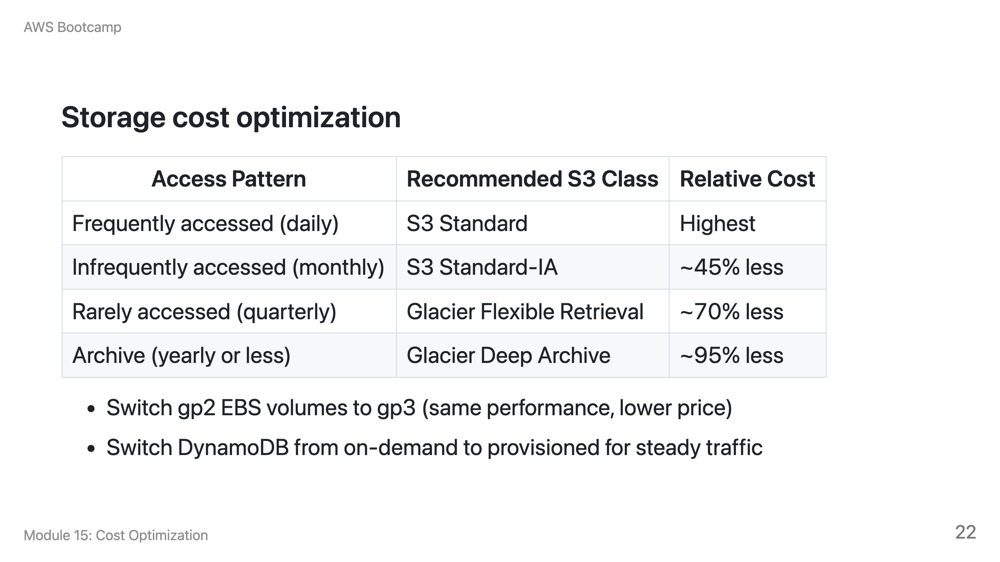 AWS Bootcamp
Storage cost optimization
Access Pattern Recommended S3 Class Relative Cost
Frequently accessed (daily) S3 Standard Highest
Infrequently accessed (monthly) S3 Standard-IA ~45% less
Rarely accessed (quarterly) Glacier Flexible Retrieval ~70% less
Archive (yearly or less) Glacier Deep Archive ~95% less
• Switch gp2 EBS volumes to gp3 (same performance, lower price)
• Switch DynamoDB from on-demand to provisioned for steady traffic
Module 15: Cost Optimization
22